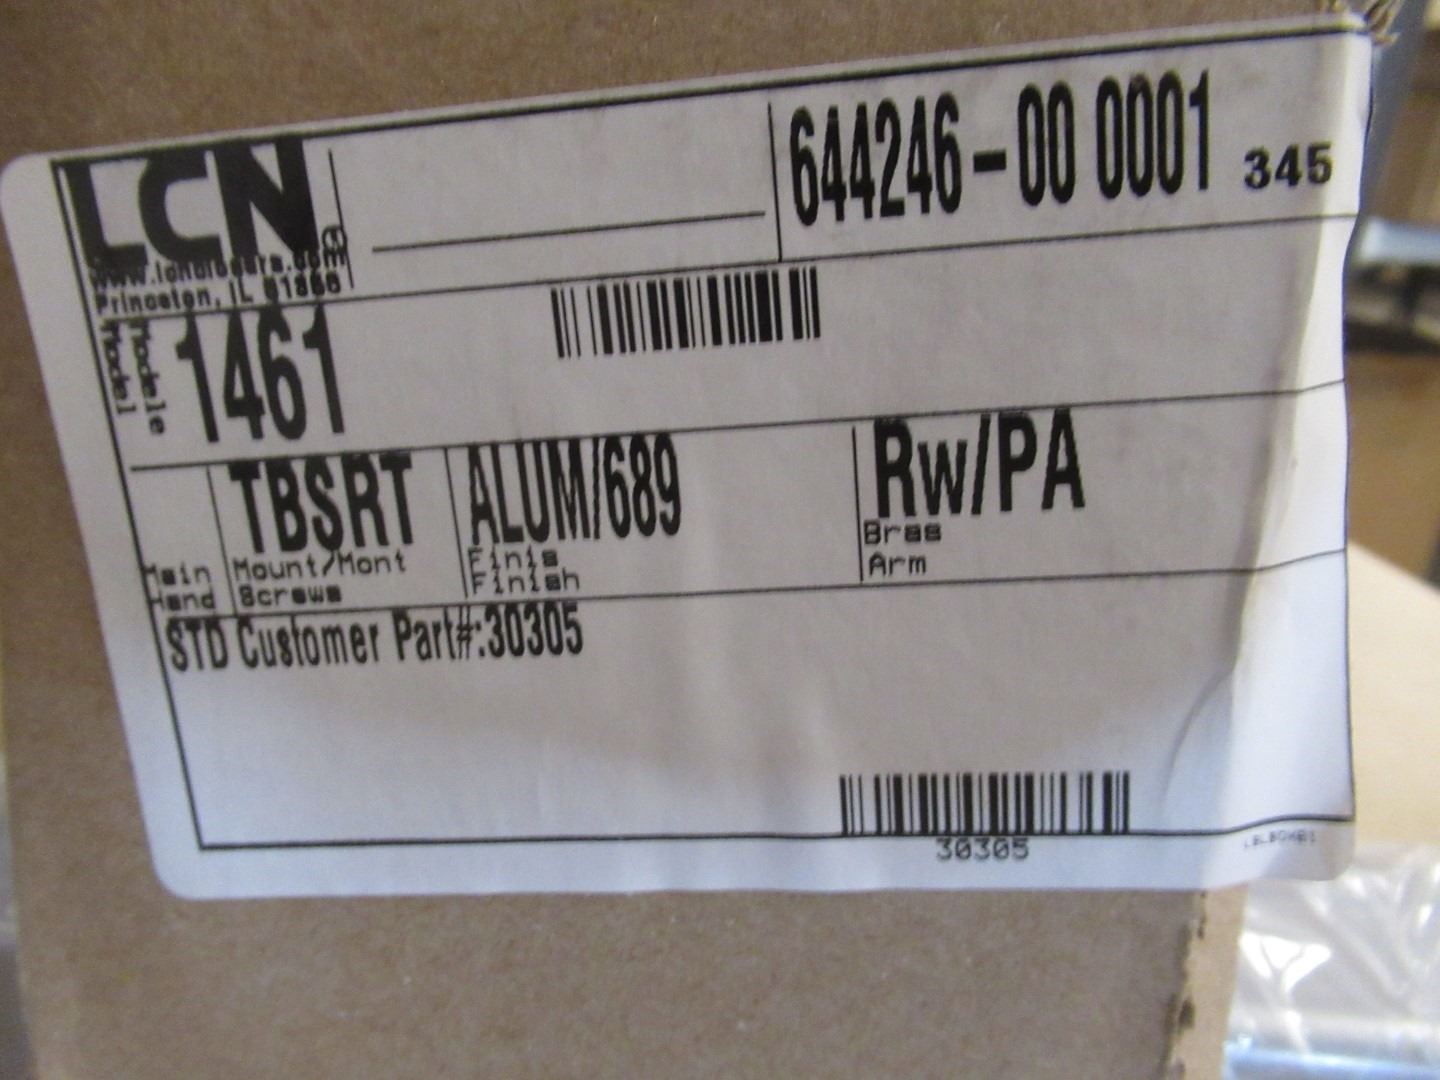 LCN
644246-00 0001 345
www.lcnclosers.com
Princeton, IL 61356
Modele
Model
1461
TBSRT
ALUM/689
Rw/PA
Main
Hand
Mount/Mont
Screws
Finis
Finish
Bras
Arm
STD Customer Part#:30305
30305